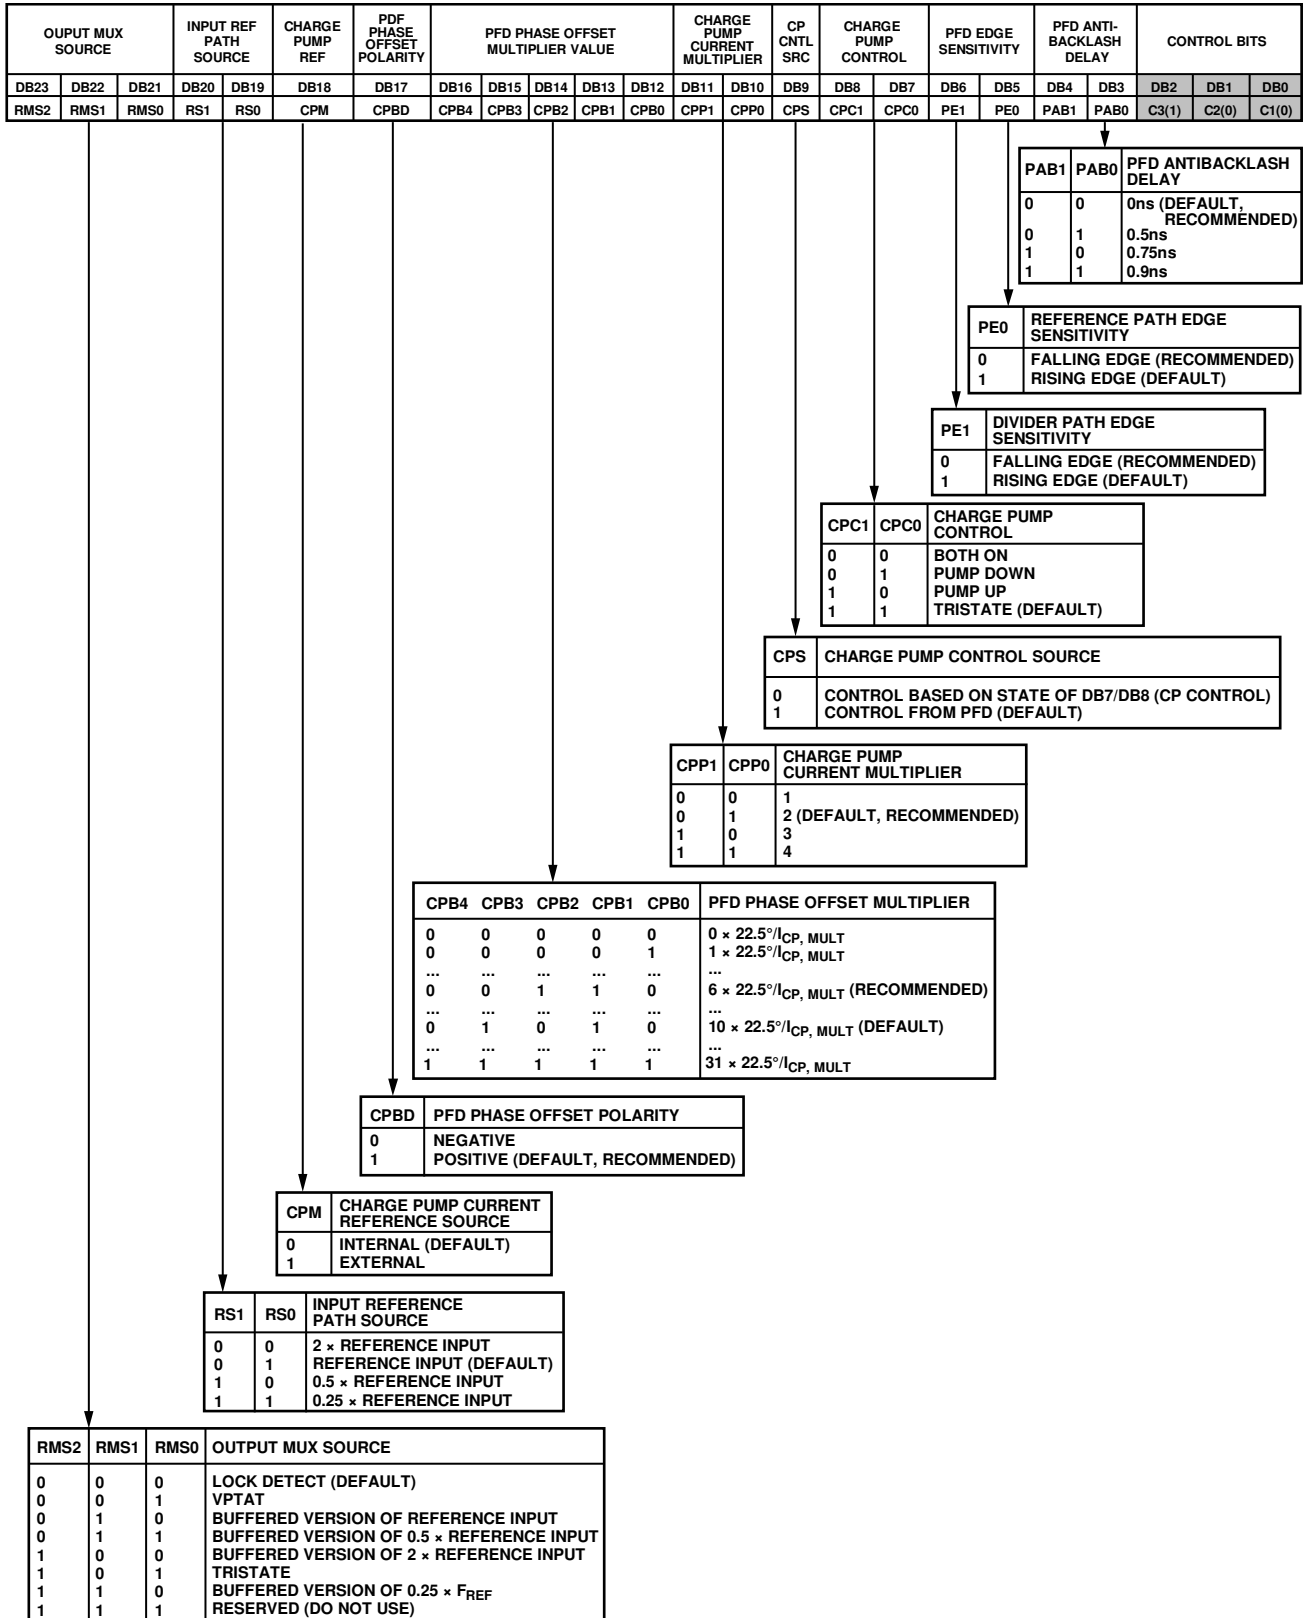 OUPUT MUX SOURCE | INPUT REF PATH SOURCE | CHARGE PUMP REF | PDF PHASE OFFSET POLARITY | PFD PHASE OFFSET MULTIPLIER VALUE | CHARGE PUMP CURRENT MULTIPLIER | CP CNTL SRC | CHARGE PUMP CONTROL | PFD EDGE SENSITIVITY | PFD ANTI-BACKLASH DELAY | CONTROL BITS
DB23 DB22 DB21 DB20 DB19 DB18 DB17 DB16 DB15 DB14 DB13 DB12 DB11 DB10 DB9 DB8 DB7 DB6 DB5 DB4 DB3 DB2 DB1 DB0
RMS2 RMS1 RMS0 RS1 RS0 CPM CPBD CPB4 CPB3 CPB2 CPB1 CPB0 CPP1 CPP0 CPS CPC1 CPC0 PE1 PE0 PAB1 PAB0 C3(1) C2(0) C1(0)
PAB1 PAB0 PFD ANTIBACKLASH
DELAY
0 0 0ns (DEFAULT,
RECOMMENDED)
0 1 0.5ns
1 0 0.75ns
1 1 0.9ns
PE0 REFERENCE PATH EDGE
SENSITIVITY
0 FALLING EDGE (RECOMMENDED)
1 RISING EDGE (DEFAULT)
PE1 DIVIDER PATH EDGE
SENSITIVITY
0 FALLING EDGE (RECOMMENDED)
1 RISING EDGE (DEFAULT)
CPC1 CPC0 CHARGE PUMP
CONTROL
0 0 BOTH ON
0 1 PUMP DOWN
1 0 PUMP UP
1 1 TRISTATE (DEFAULT)
CPS CHARGE PUMP CONTROL SOURCE
0 CONTROL BASED ON STATE OF DB7/DB8 (CP CONTROL)
1 CONTROL FROM PFD (DEFAULT)
CPP1 CPP0 CHARGE PUMP
CURRENT MULTIPLIER
0 0 1
0 1 2 (DEFAULT, RECOMMENDED)
1 0 3
1 1 4
CPB4 CPB3 CPB2 CPB1 CPB0 PFD PHASE OFFSET MULTIPLIER
0 0 0 0 0 0 × 22.5°/ICP, MULT
0 0 0 0 1 1 × 22.5°/ICP, MULT
... ... ... ... ... ...
0 0 1 1 0 6 × 22.5°/ICP, MULT (RECOMMENDED)
... ... ... ... ... ...
0 1 0 1 0 10 × 22.5°/ICP, MULT (DEFAULT)
... ... ... ... ... ...
1 1 1 1 1 31 × 22.5°/ICP, MULT
CPBD PFD PHASE OFFSET POLARITY
0 NEGATIVE
1 POSITIVE (DEFAULT, RECOMMENDED)
CPM CHARGE PUMP CURRENT
REFERENCE SOURCE
0 INTERNAL (DEFAULT)
1 EXTERNAL
RS1 RS0 INPUT REFERENCE
PATH SOURCE
0 0 2 × REFERENCE INPUT
0 1 REFERENCE INPUT (DEFAULT)
1 0 0.5 × REFERENCE INPUT
1 1 0.25 × REFERENCE INPUT
RMS2 RMS1 RMS0 OUTPUT MUX SOURCE
0 0 0 LOCK DETECT (DEFAULT)
0 0 1 VPTAT
0 1 0 BUFFERED VERSION OF REFERENCE INPUT
0 1 1 BUFFERED VERSION OF 0.5 × REFERENCE INPUT
1 0 0 BUFFERED VERSION OF 2 × REFERENCE INPUT
1 0 1 TRISTATE
1 1 0 BUFFERED VERSION OF 0.25 × FREF
1 1 1 RESERVED (DO NOT USE)